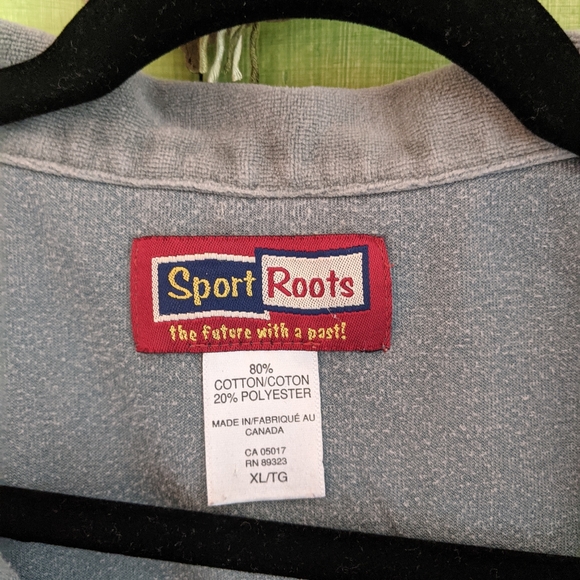 Sport Roots
the future with a past!
80%
COTTON/COTON
20% POLYESTER
MADE IN/FABRIQUÉ AU
CANADA
CA 05017
RN 89323
XL/TG